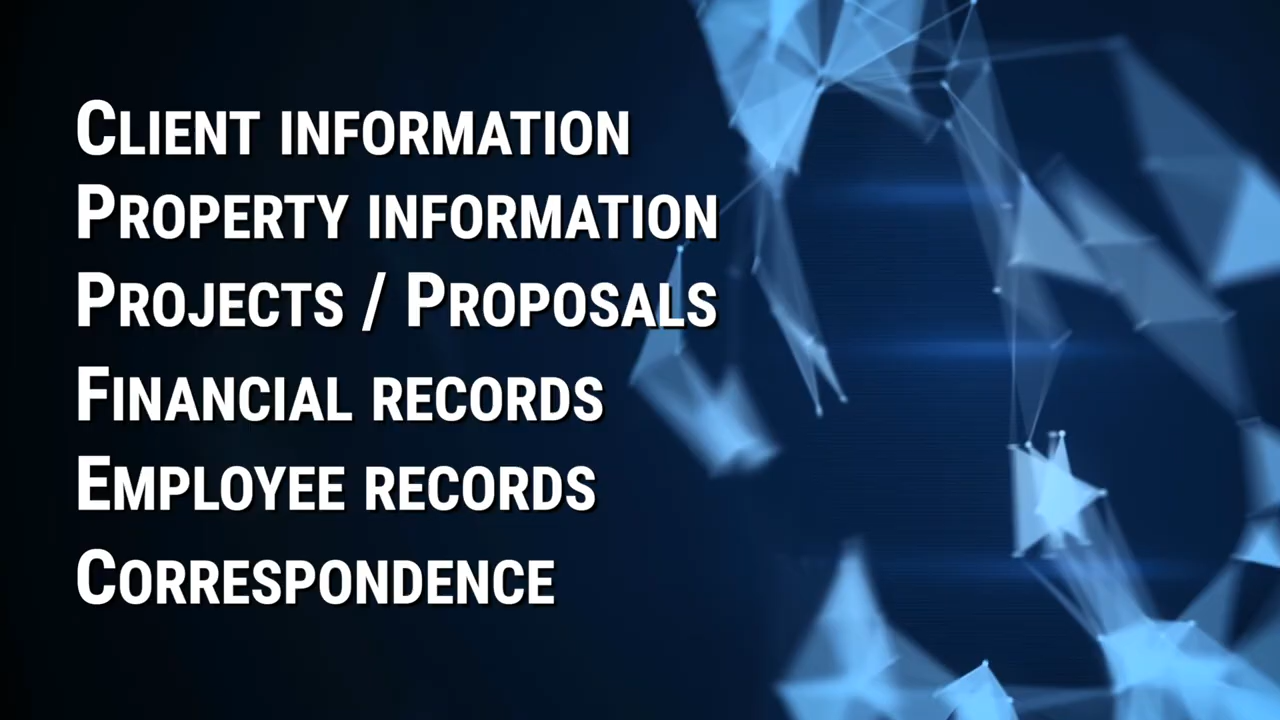 Client information
Property information
Projects / Proposals
Financial records
Employee records
Correspondence